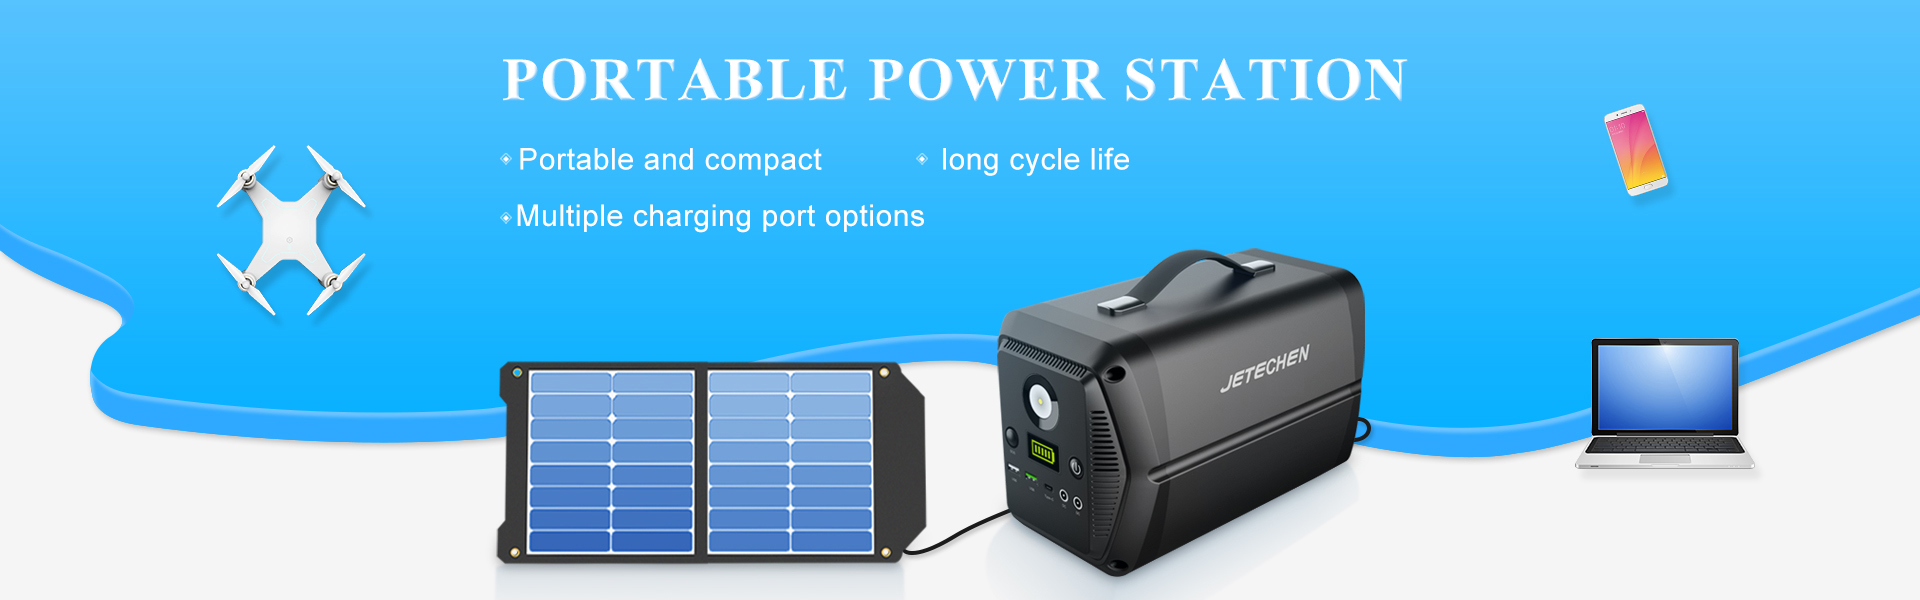 PORTABLE POWER STATION
Portable and compact
long cycle life
Multiple charging port options
JETECHEN